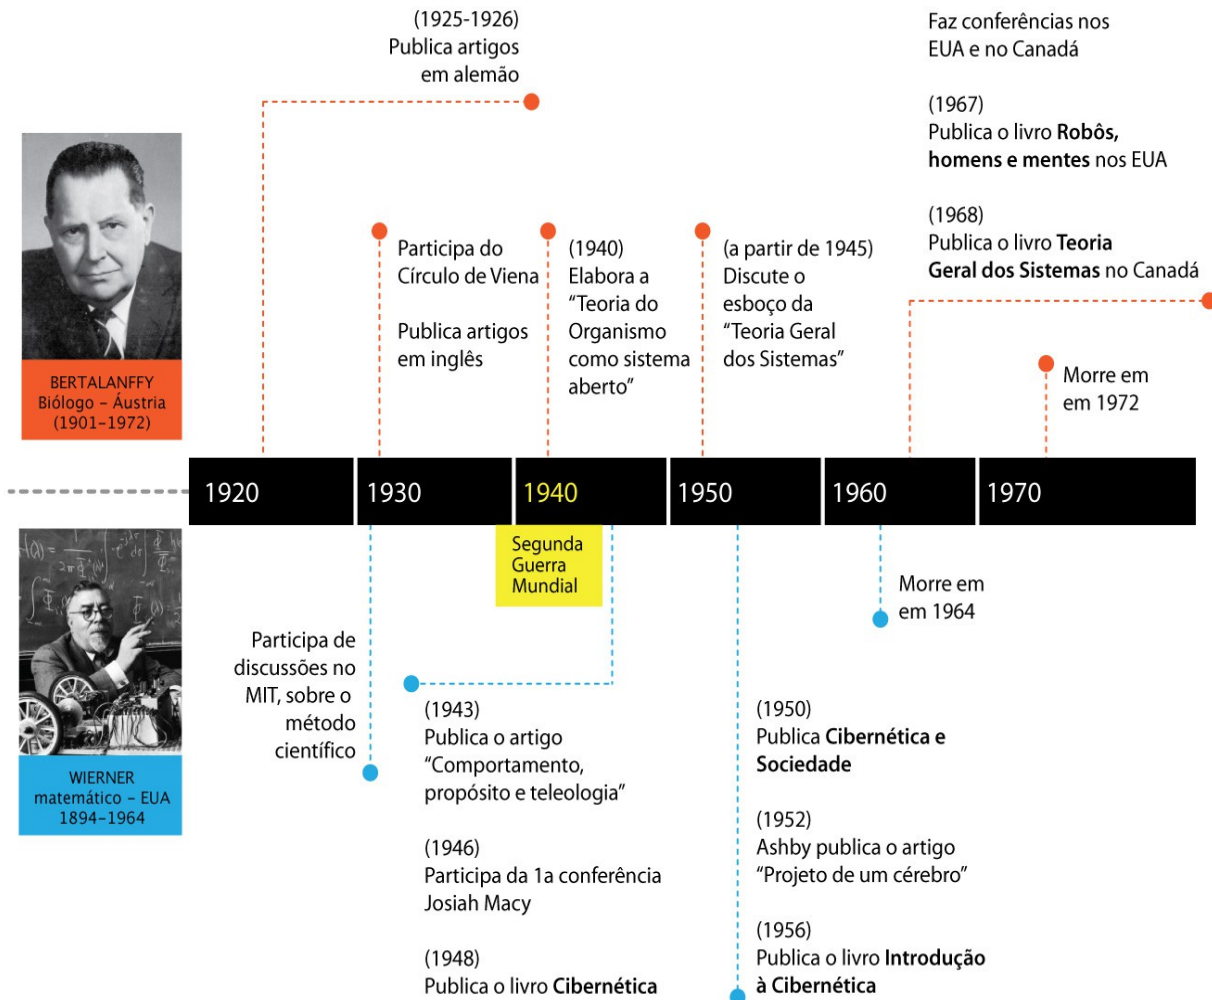 (1925-1926)
Publica artigos
em alemão
Faz conferências nos
EUA e no Canadá
(1967)
Publica o livro Robôs,
homens e mentes nos EUA
(1968)
Publica o livro Teoria
Geral dos Sistemas no Canadá
Participa do
Círculo de Viena
Publica artigos
em inglês
(1940)
Elabora a
“Teoria do
Organismo
como sistema
aberto”
(a partir de 1945)
Discute o
esboço da
“Teoria Geral
dos Sistemas”
Morre em
em 1972
BERTALANFFY
Biólogo – Áustria
(1901–1972)
1920
1930
1940
1950
1960
1970
Segunda
Guerra
Mundial
WIERNER
matemático – EUA
1894–1964
Participa de
discussões no
MIT, sobre o
método
científico
(1943)
Publica o artigo
“Comportamento,
propósito e teleologia”
(1946)
Participa da 1a conferência
Josiah Macy
(1948)
Publica o livro Cibernética
(1950)
Publica Cibernética e
Sociedade
(1952)
Ashby publica o artigo
“Projeto de um cérebro”
(1956)
Publica o livro Introdução
à Cibernética
Morre em
em 1964